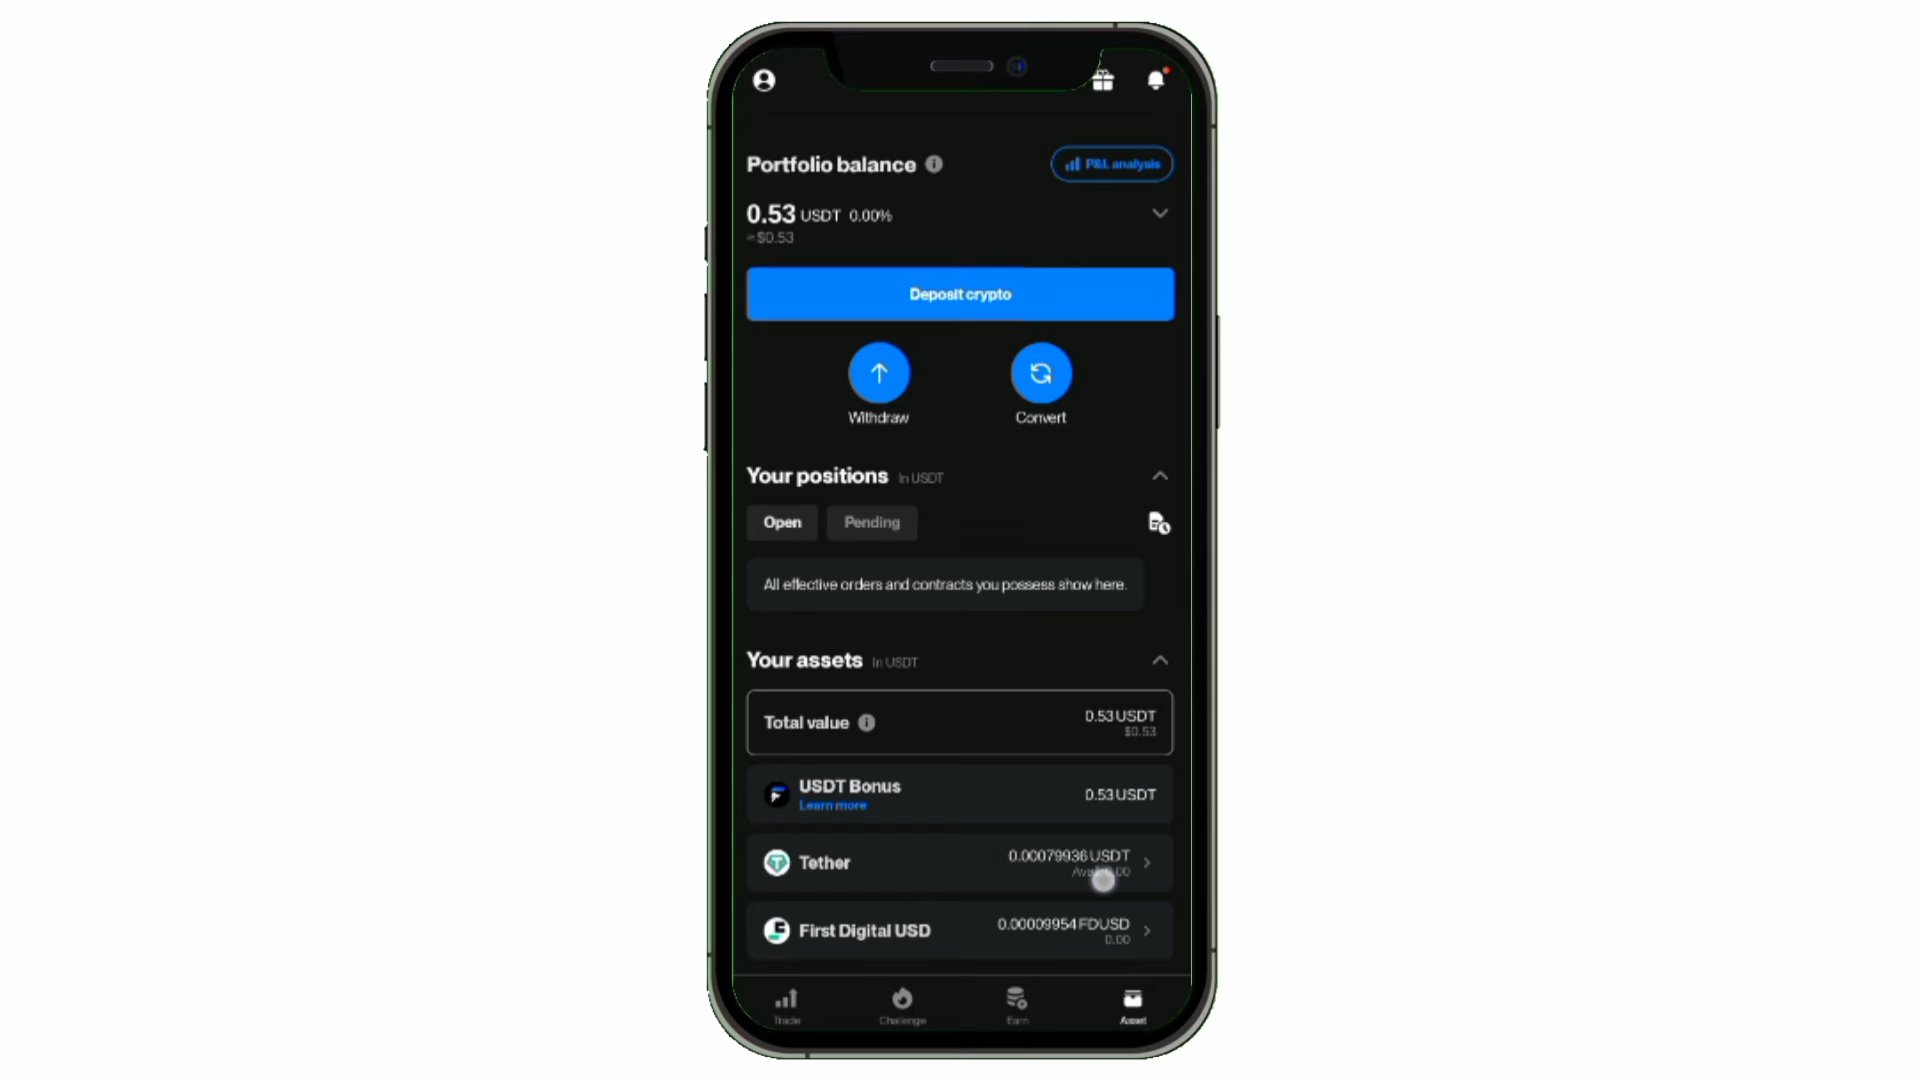 Portfolio balance
P&L analysis
0.53 USDT 0.00%
≈ $0.53
Deposit crypto
Withdraw
Convert
Your positions In USDT
Open
Pending
All effective orders and contracts you possess show here.
Your assets In USDT
Total value
0.53 USDT
$0.53
USDT Bonus
Learn more
0.53 USDT
Tether
0.00079936 USDT
First Digital USD
0.00009954 FDUSD
0.00
Trade
Challenge
Earn
Asset